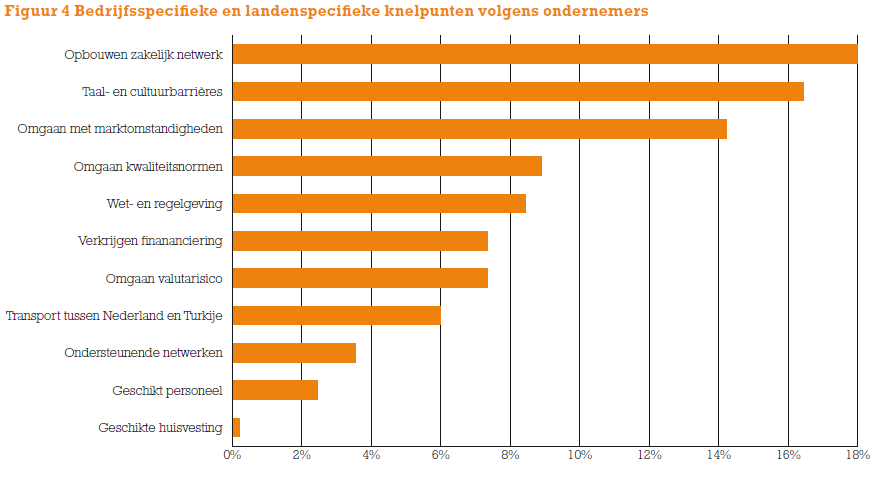 Figuur 4 Bedrijfsspecifieke en landenspecifieke knelpunten volgens ondernemers
Opbouwen zakelijk netwerk
Taal- en cultuurbarrières
Omgaan met marktomstandigheden
Omgaan kwaliteitsnormen
Wet- en regelgeving
Verkrijgen finananciering
Omgaan valutarisico
Transport tussen Nederland en Turkije
Ondersteunende netwerken
Geschikt personeel
Geschikte huisvesting
0% 2% 4% 6% 8% 10% 12% 14% 16% 18%